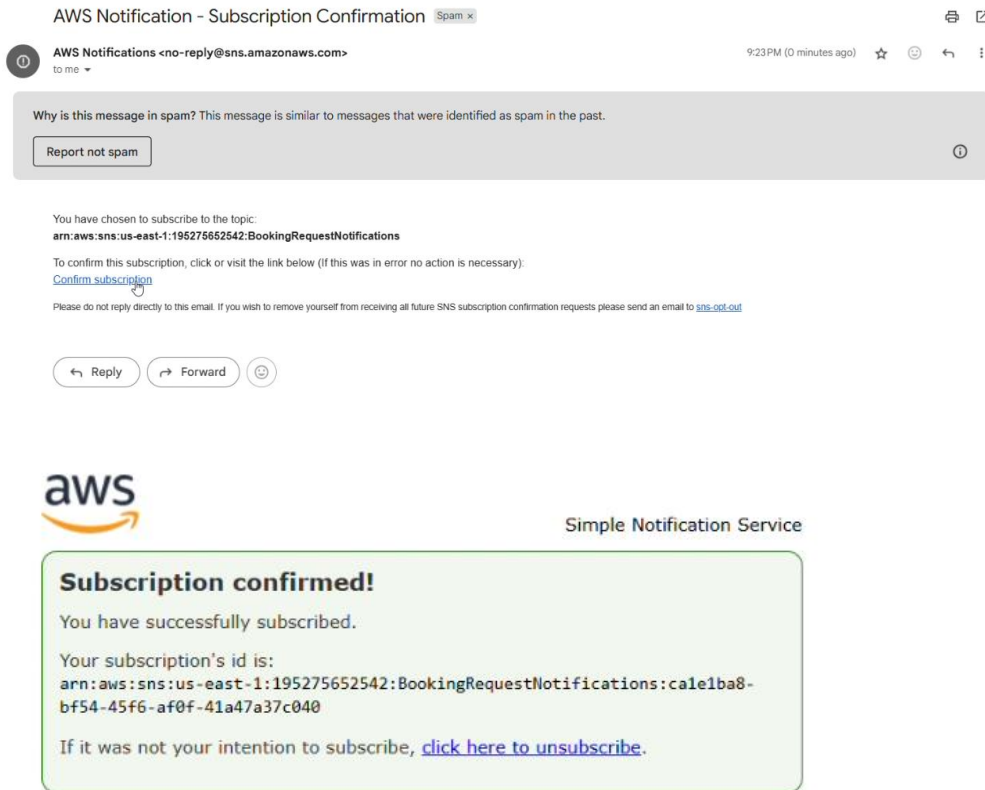 AWS Notification - Subscription Confirmation Spam ×
AWS Notifications <no-reply@sns.amazonaws.com>
9:23 PM (0 minutes ago)
to me
Why is this message in spam? This message is similar to messages that were identified as spam in the past.
Report not spam
You have chosen to subscribe to the topic:
arn:aws:sns:us-east-1:195275652542:BookingRequestNotifications
To confirm this subscription, click or visit the link below (If this was in error no action is necessary):
Confirm subscription
Please do not reply directly to this email. If you wish to remove yourself from receiving all future SNS subscription confirmation requests please send an email to sns-opt-out
Reply
Forward
aws
Simple Notification Service
Subscription confirmed!
You have successfully subscribed.
Your subscription's id is:
arn:aws:sns:us-east-1:195275652542:BookingRequestNotifications:ca1e1ba8-
bf54-45f6-af0f-41a47a37c040
If it was not your intention to subscribe, click here to unsubscribe.